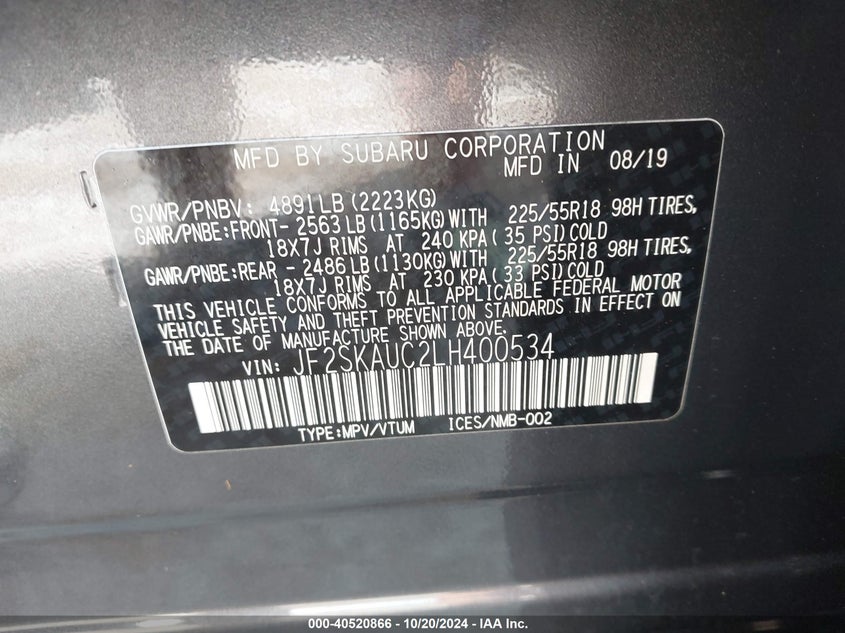 MFD BY SUBARU CORPORATION
MFD IN 08/19
GVWR/PNBV: 4891LB(2223KG)
GAWR/PNBE:FRONT- 2563LB(1165KG)WITH 225/55R18 98H TIRES,
18X7J RIMS AT 240 KPA(35 PSI)COLD
GAWR/PNBE:REAR - 2486LB(1130KG)WITH 225/55R18 98H TIRES,
18X7J RIMS AT 230 KPA(33 PSI)COLD
THIS VEHICLE CONFORMS TO ALL APPLICABLE FEDERAL MOTOR
VEHICLE SAFETY AND THEFT PREVENTION STANDARDS IN EFFECT ON
THE DATE OF MANUFACTURE SHOWN ABOVE.
VIN: JF2SKAUC2LH400534
TYPE:MPV/VTUM ICES/NMB-002
000-40520866 - 10/20/2024 - IAA Inc.